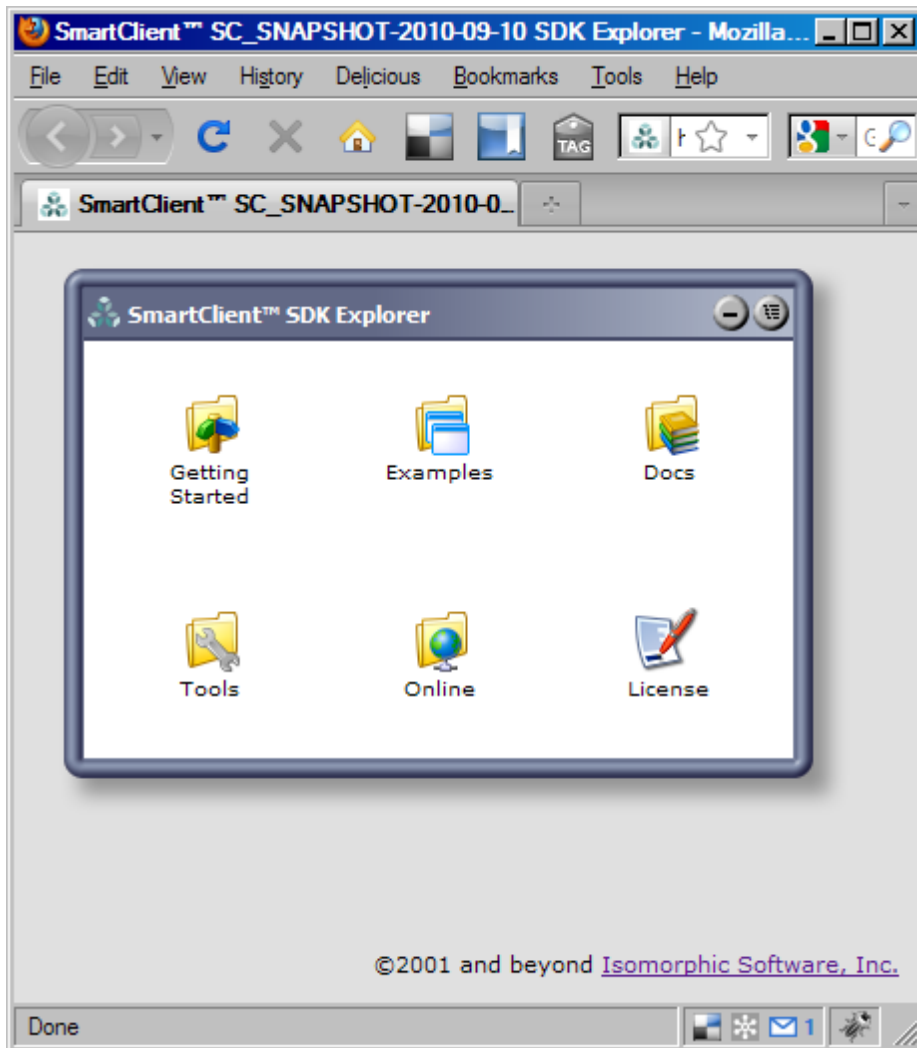 SmartClient™ SC_SNAPSHOT-2010-09-10 SDK Explorer - Mozilla...
File Edit View History Delicious Bookmarks Tools Help
TAG
SmartClient™ SC_SNAPSHOT-2010-0...
SmartClient™ SDK Explorer
Getting
Started
Examples
Docs
Tools
Online
License
©2001 and beyond Isomorphic Software, Inc.
Done
1